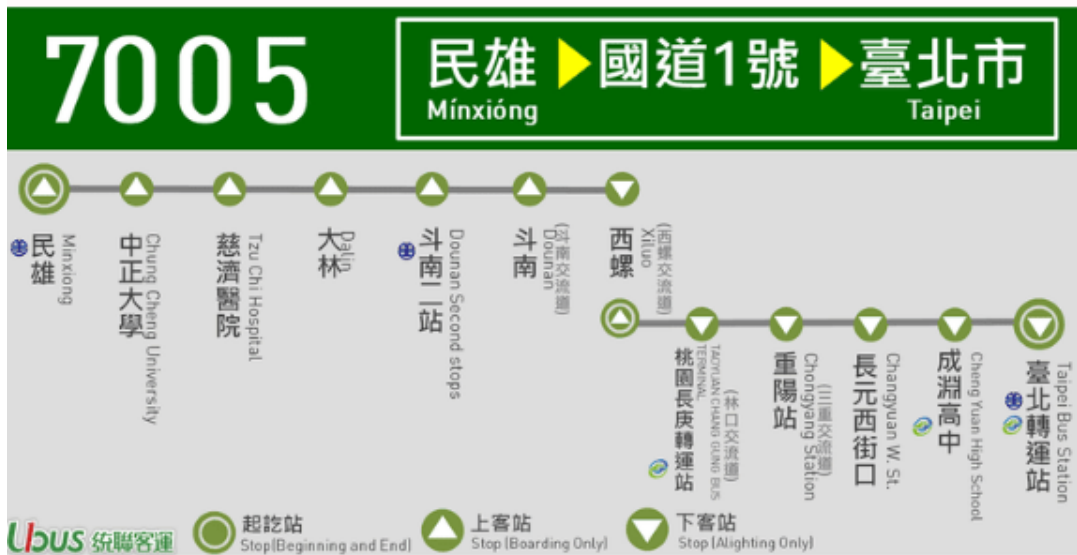 7005
民雄 國道1號 臺北市
Mínxióng Taipei
民雄
Minxiong
中正大學
Chung Cheng University
慈濟醫院
Tzu Chi Hospital
大林
Dalin
斗南二站
Dounan Second stops
斗南
Dounan
(斗南交流道)
西螺
Xiluo
(西螺交流道)
桃園長庚轉運站
TAOYUAN CHANG GUNG BUS
TERMINAL
(林口交流道)
重陽站
Chongyang Station
(三重交流道)
長元西街口
Changyuan W. St.
成淵高中
Cheng Yuan High School
臺北轉運站
Taipei Bus Station
Ubus 統聯客運
起訖站
Stop(Beginning and End)
上客站
Stop (Boarding Only)
下客站
Stop (Alighting Only)